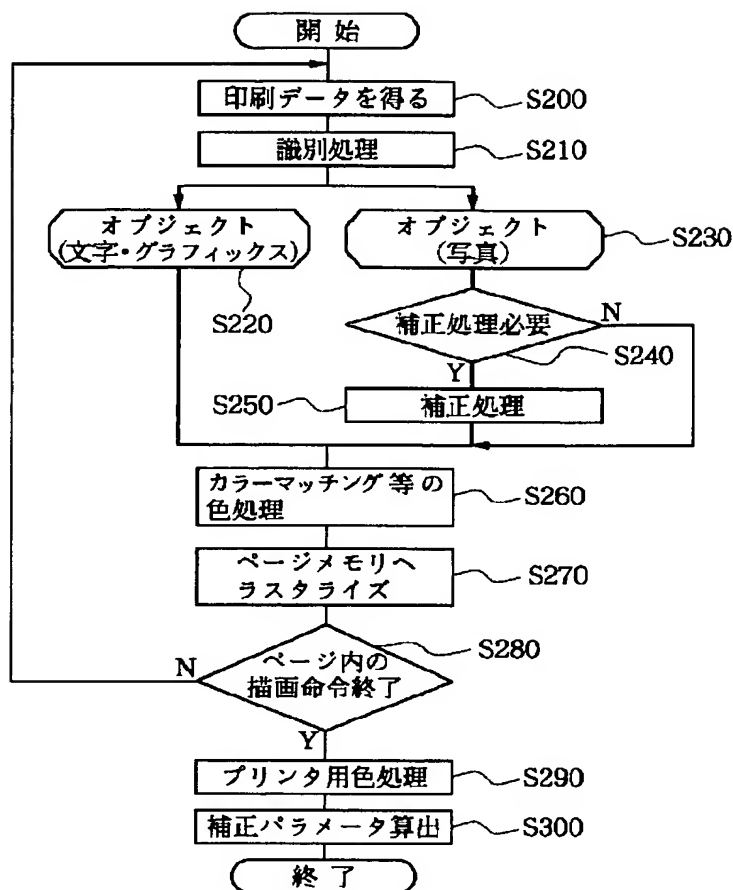 開始
印刷データを得る
S200
識別処理
S210
オブジェクト
(文字・グラフィックス)
S220
オブジェクト
(写真)
S230
補正処理必要
N
S240
Y
S250
補正処理
カラーマッチング等の
色処理
S260
ページメモリへ
ラスタライズ
S270
S280
N
ページ内の
描画命令終了
Y
プリンタ用色処理
S290
補正パラメータ算出
S300
終了